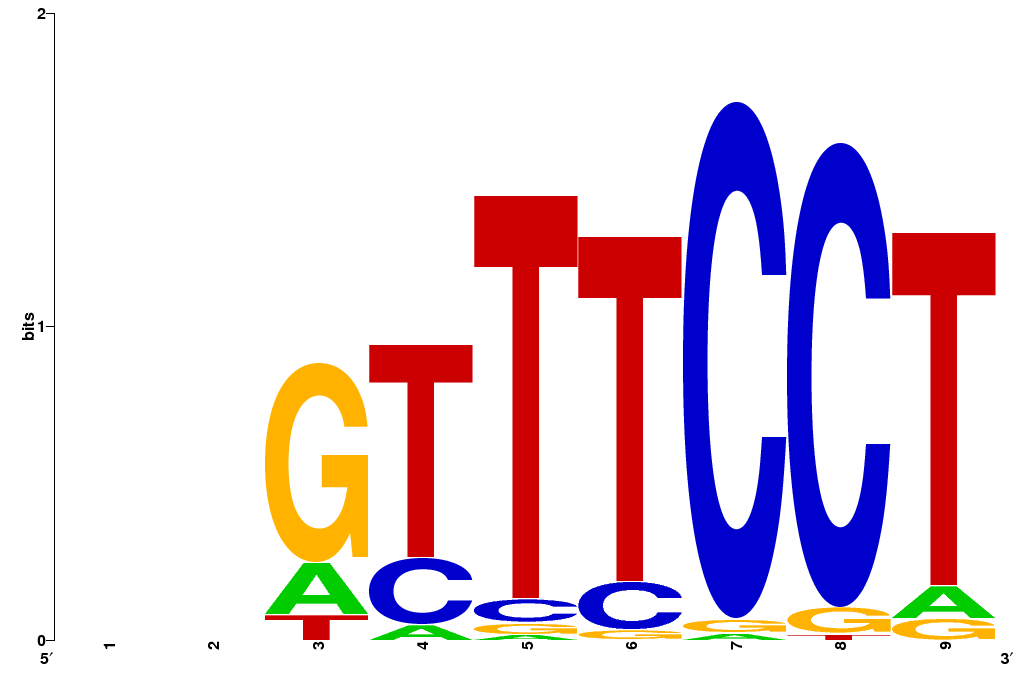 2
bits
1
0
G T T T C C T
A C C C G G A
T A G G A T G
A
1 2 3 4 5 6 7 8 9
5′ 3′